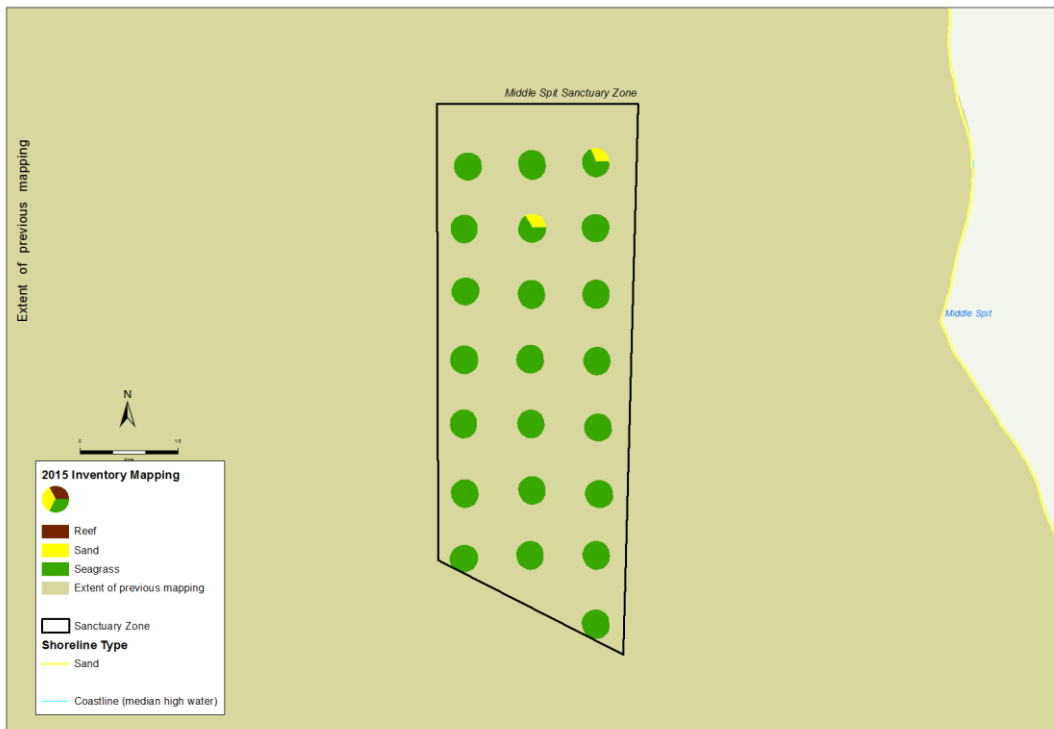 Middle Spit Sanctuary Zone
Extent of previous mapping
Middle Spit
N
0
2015 Inventory Mapping
Reef
Sand
Seagrass
Extent of previous mapping
Sanctuary Zone
Shoreline Type
Sand
Coastline (median high water)